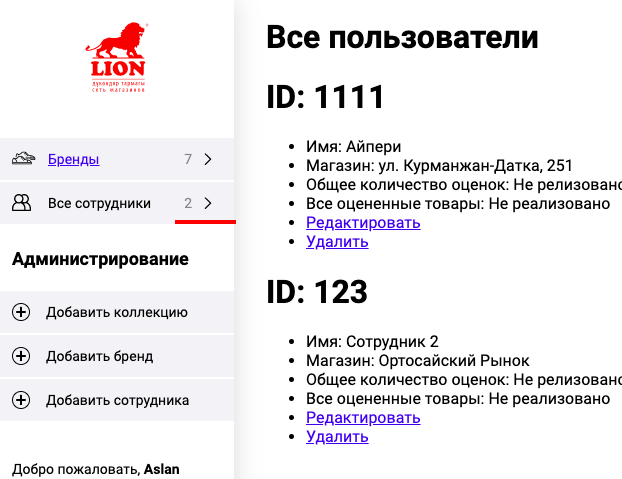 LION
дүкөндөр тармагы
сеть магазинов
Бренды 7
Все сотрудники 2
Администрирование
Добавить коллекцию
Добавить бренд
Добавить сотрудника
Добро пожаловать, Aslan
Все пользователи
ID: 1111
Имя: Айпери
Магазин: ул. Курманжан-Датка, 251
Общее количество оценок: Не релизовано
Все оцененные товары: Не реализовано
Редактировать
Удалить
ID: 123
Имя: Сотрудник 2
Магазин: Ортосайский Рынок
Общее количество оценок: Не релизовано
Все оцененные товары: Не реализовано
Редактировать
Удалить